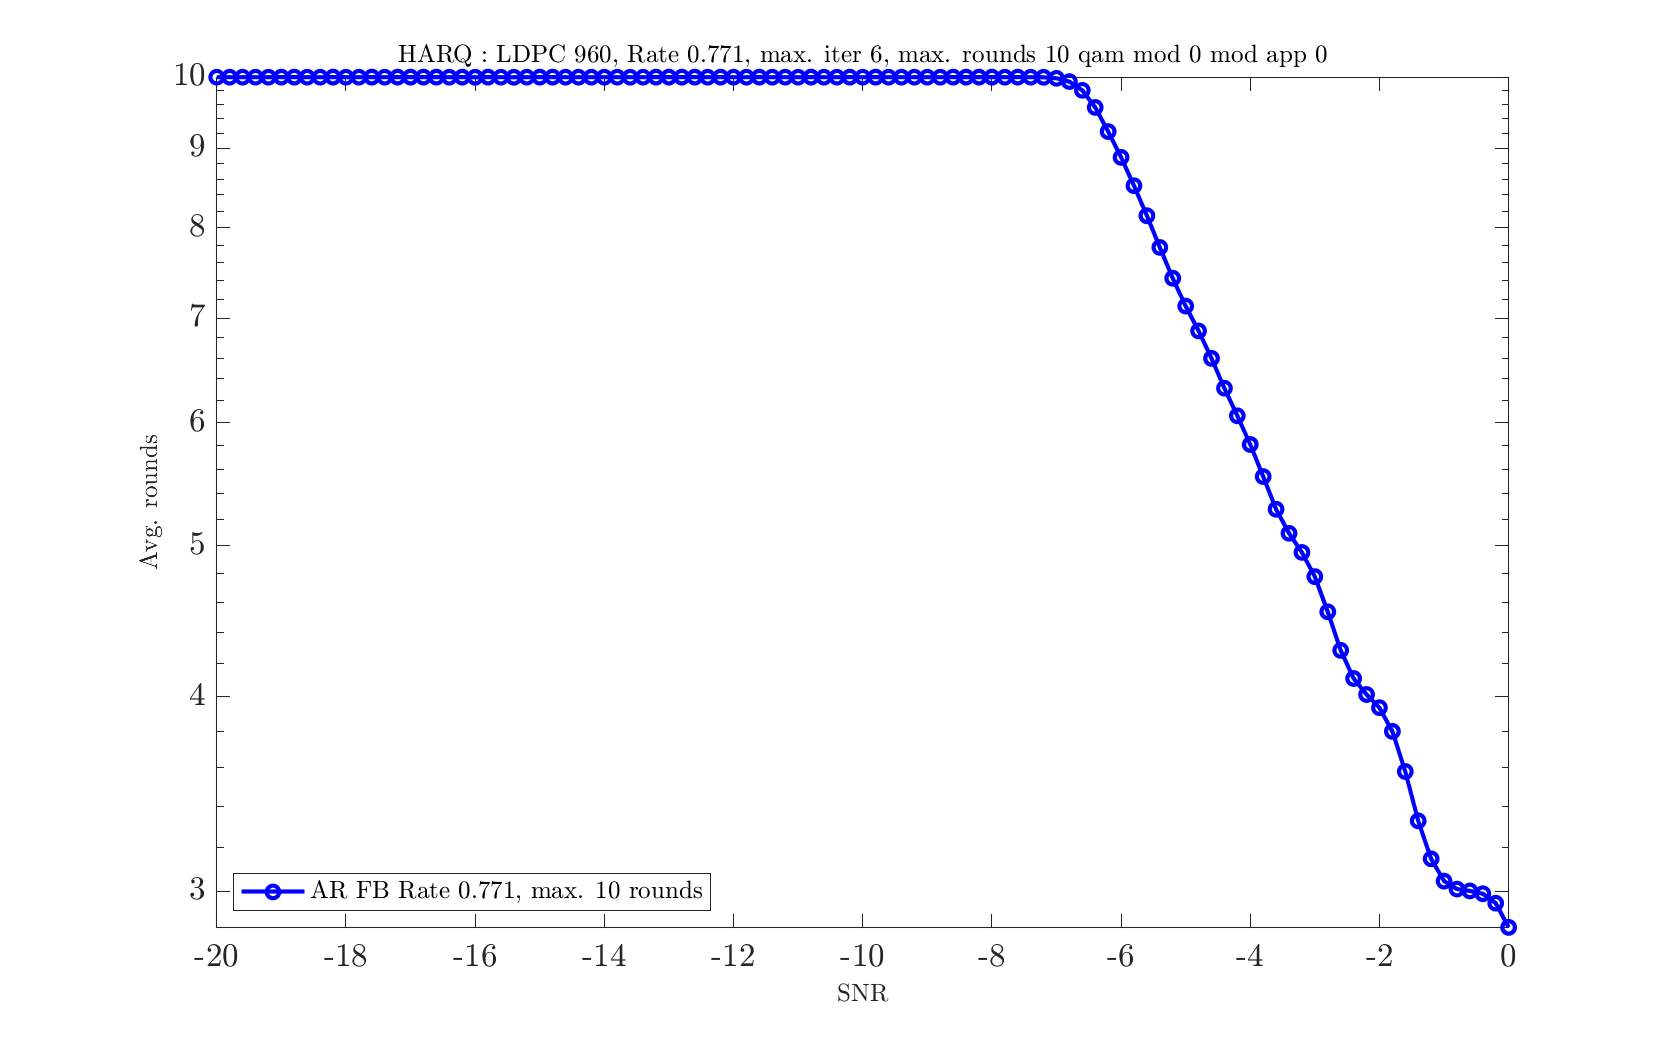 HARQ : LDPC 960, Rate 0.771, max. iter 6, max. rounds 10 qam mod 0 mod app 0
10
9
8
7
6
5
4
3
Avg. rounds
AR FB Rate 0.771, max. 10 rounds
-20 -18 -16 -14 -12 -10 -8 -6 -4 -2 0
SNR